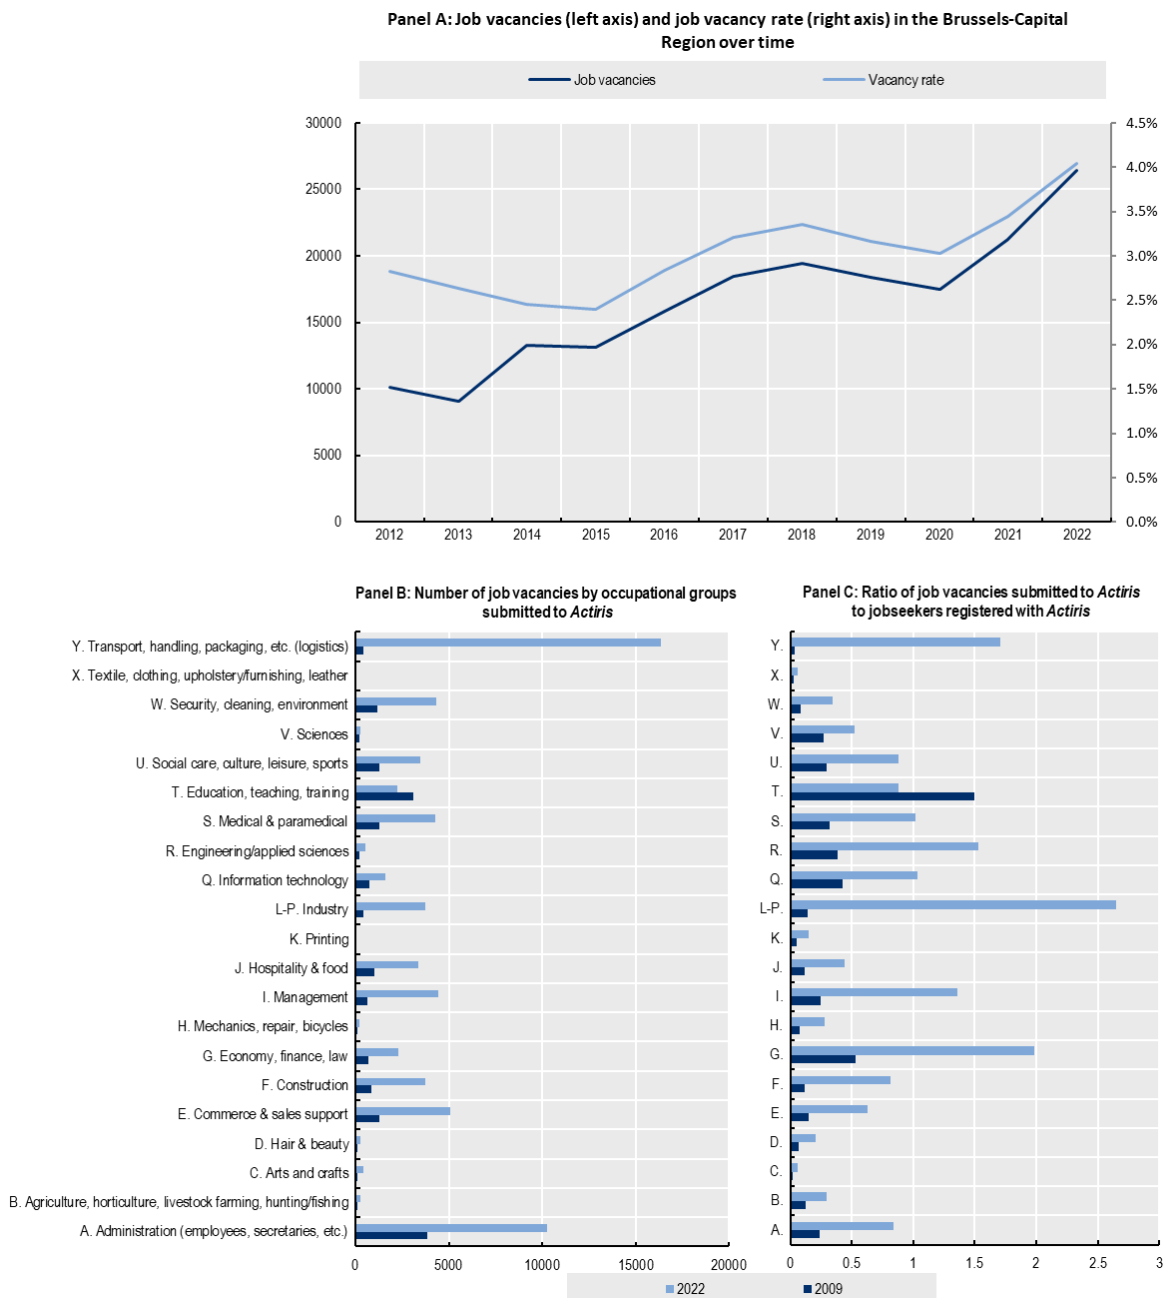 Panel A: Job vacancies (left axis) and job vacancy rate (right axis) in the Brussels-Capital
Region over time
Job vacancies
Vacancy rate
30000
25000
20000
15000
10000
5000
0
4.5%
4.0%
3.5%
3.0%
2.5%
2.0%
1.5%
1.0%
0.5%
0.0%
2012 2013 2014 2015 2016 2017 2018 2019 2020 2021 2022
Panel B: Number of job vacancies by occupational groups
submitted to Actiris
Y. Transport, handling, packaging, etc. (logistics)
X. Textile, clothing, upholstery/furnishing, leather
W. Security, cleaning, environment
V. Sciences
U. Social care, culture, leisure, sports
T. Education, teaching, training
S. Medical & paramedical
R. Engineering/applied sciences
Q. Information technology
L-P. Industry
K. Printing
J. Hospitality & food
I. Management
H. Mechanics, repair, bicycles
G. Economy, finance, law
F. Construction
E. Commerce & sales support
D. Hair & beauty
C. Arts and crafts
B. Agriculture, horticulture, livestock farming, hunting/fishing
A. Administration (employees, secretaries, etc.)
0 5000 10000 15000 20000
Panel C: Ratio of job vacancies submitted to Actiris
to jobseekers registered with Actiris
Y.
X.
W.
V.
U.
T.
S.
R.
Q.
L-P.
K.
J.
I.
H.
G.
F.
E.
D.
C.
B.
A.
0 0.5 1 1.5 2 2.5 3
2022
2009